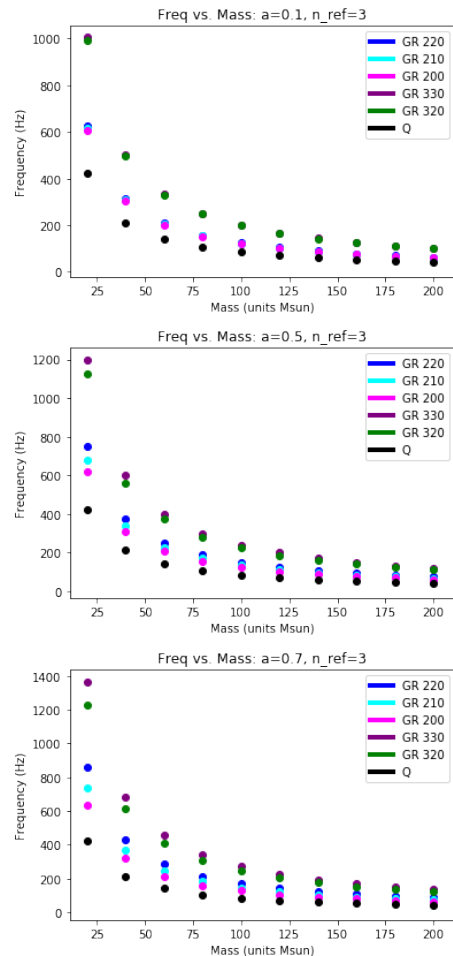 Freq vs. Mass: a=0.1, n_ref=3
1000
800
600
400
200
0
Frequency (Hz)
GR 220
GR 210
GR 200
GR 330
GR 320
Q
25 50 75 100 125 150 175 200
Mass (units Msun)
Freq vs. Mass: a=0.5, n_ref=3
1200
1000
800
600
400
200
0
Frequency (Hz)
GR 220
GR 210
GR 200
GR 330
GR 320
Q
25 50 75 100 125 150 175 200
Mass (units Msun)
Freq vs. Mass: a=0.7, n_ref=3
1400
1200
1000
800
600
400
200
0
Frequency (Hz)
GR 220
GR 210
GR 200
GR 330
GR 320
Q
25 50 75 100 125 150 175 200
Mass (units Msun)